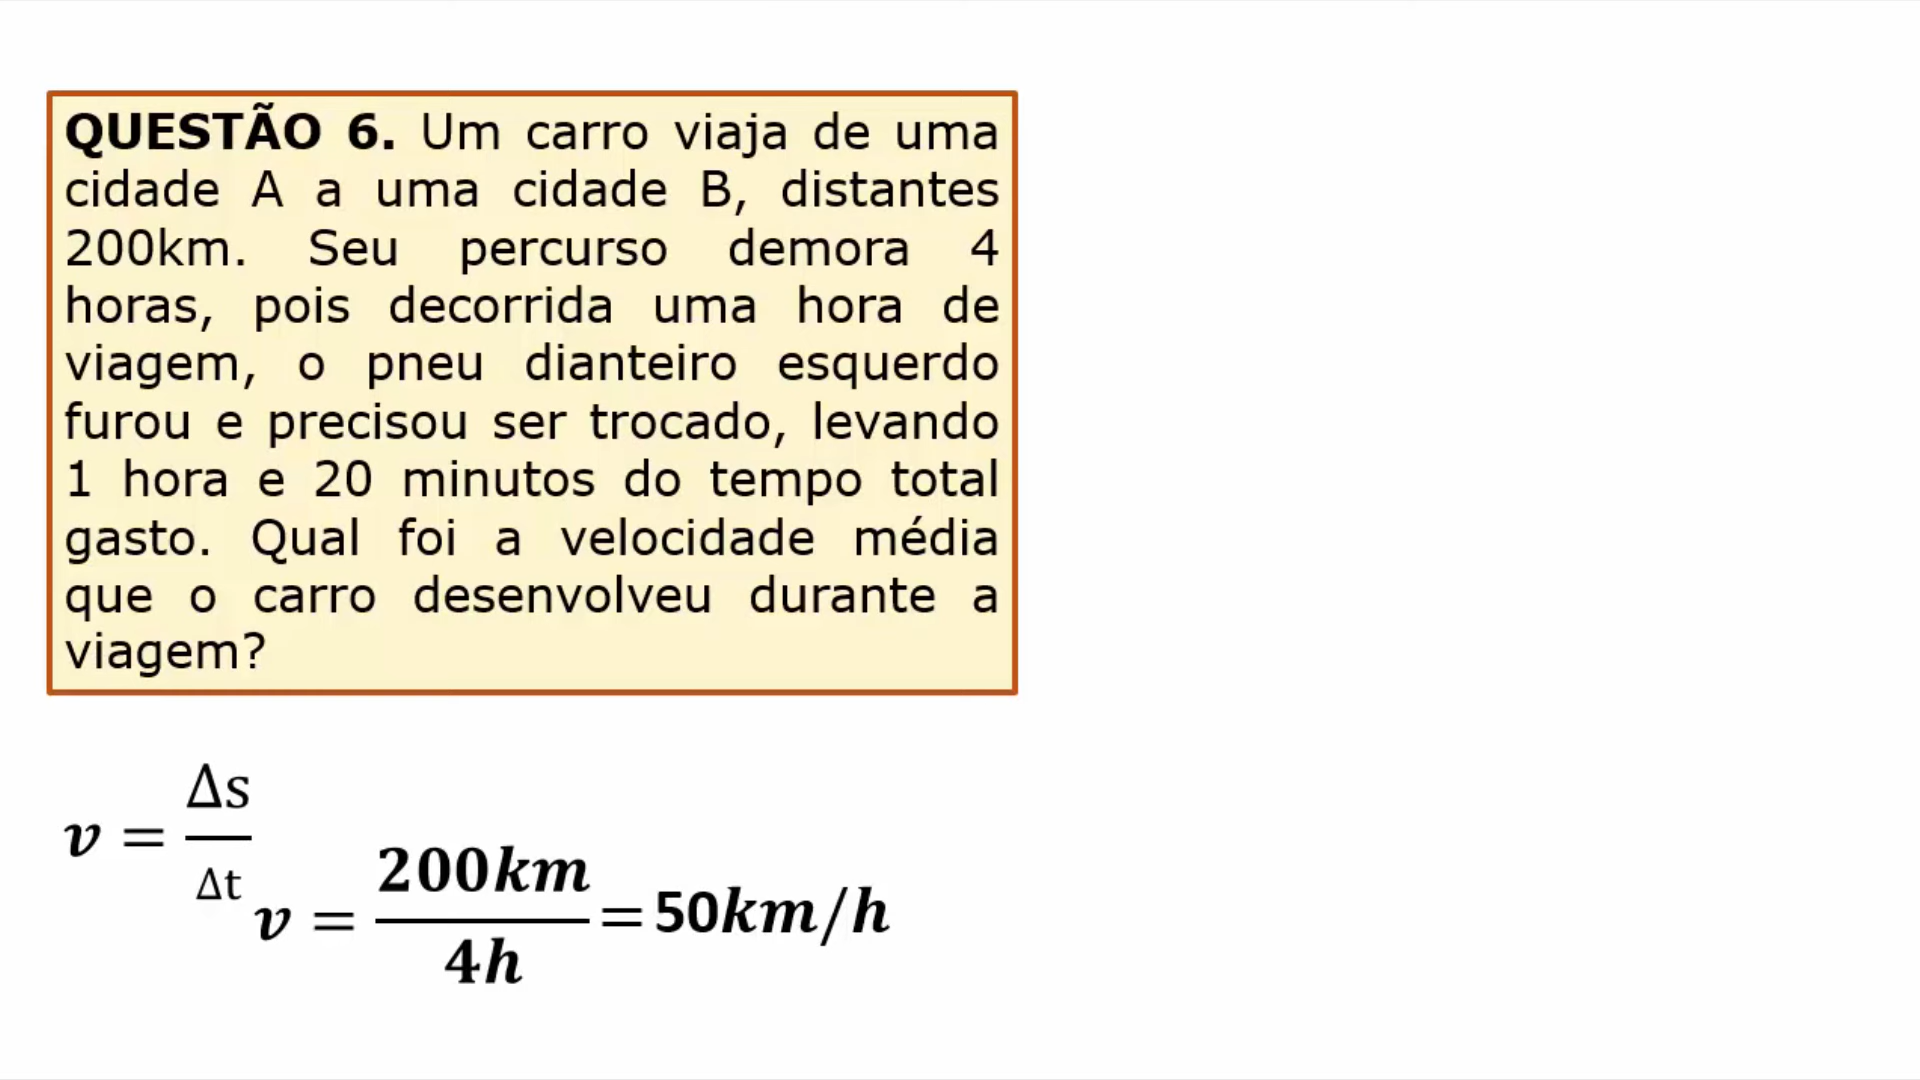 QUESTÃO 6. Um carro viaja de uma
cidade A a uma cidade B, distantes
200km. Seu percurso demora 4
horas, pois decorrida uma hora de
viagem, o pneu dianteiro esquerdo
furou e precisou ser trocado, levando
1 hora e 20 minutos do tempo total
gasto. Qual foi a velocidade média
que o carro desenvolveu durante a
viagem?
v = Δs/Δt
v = 200km/4h = 50km/h